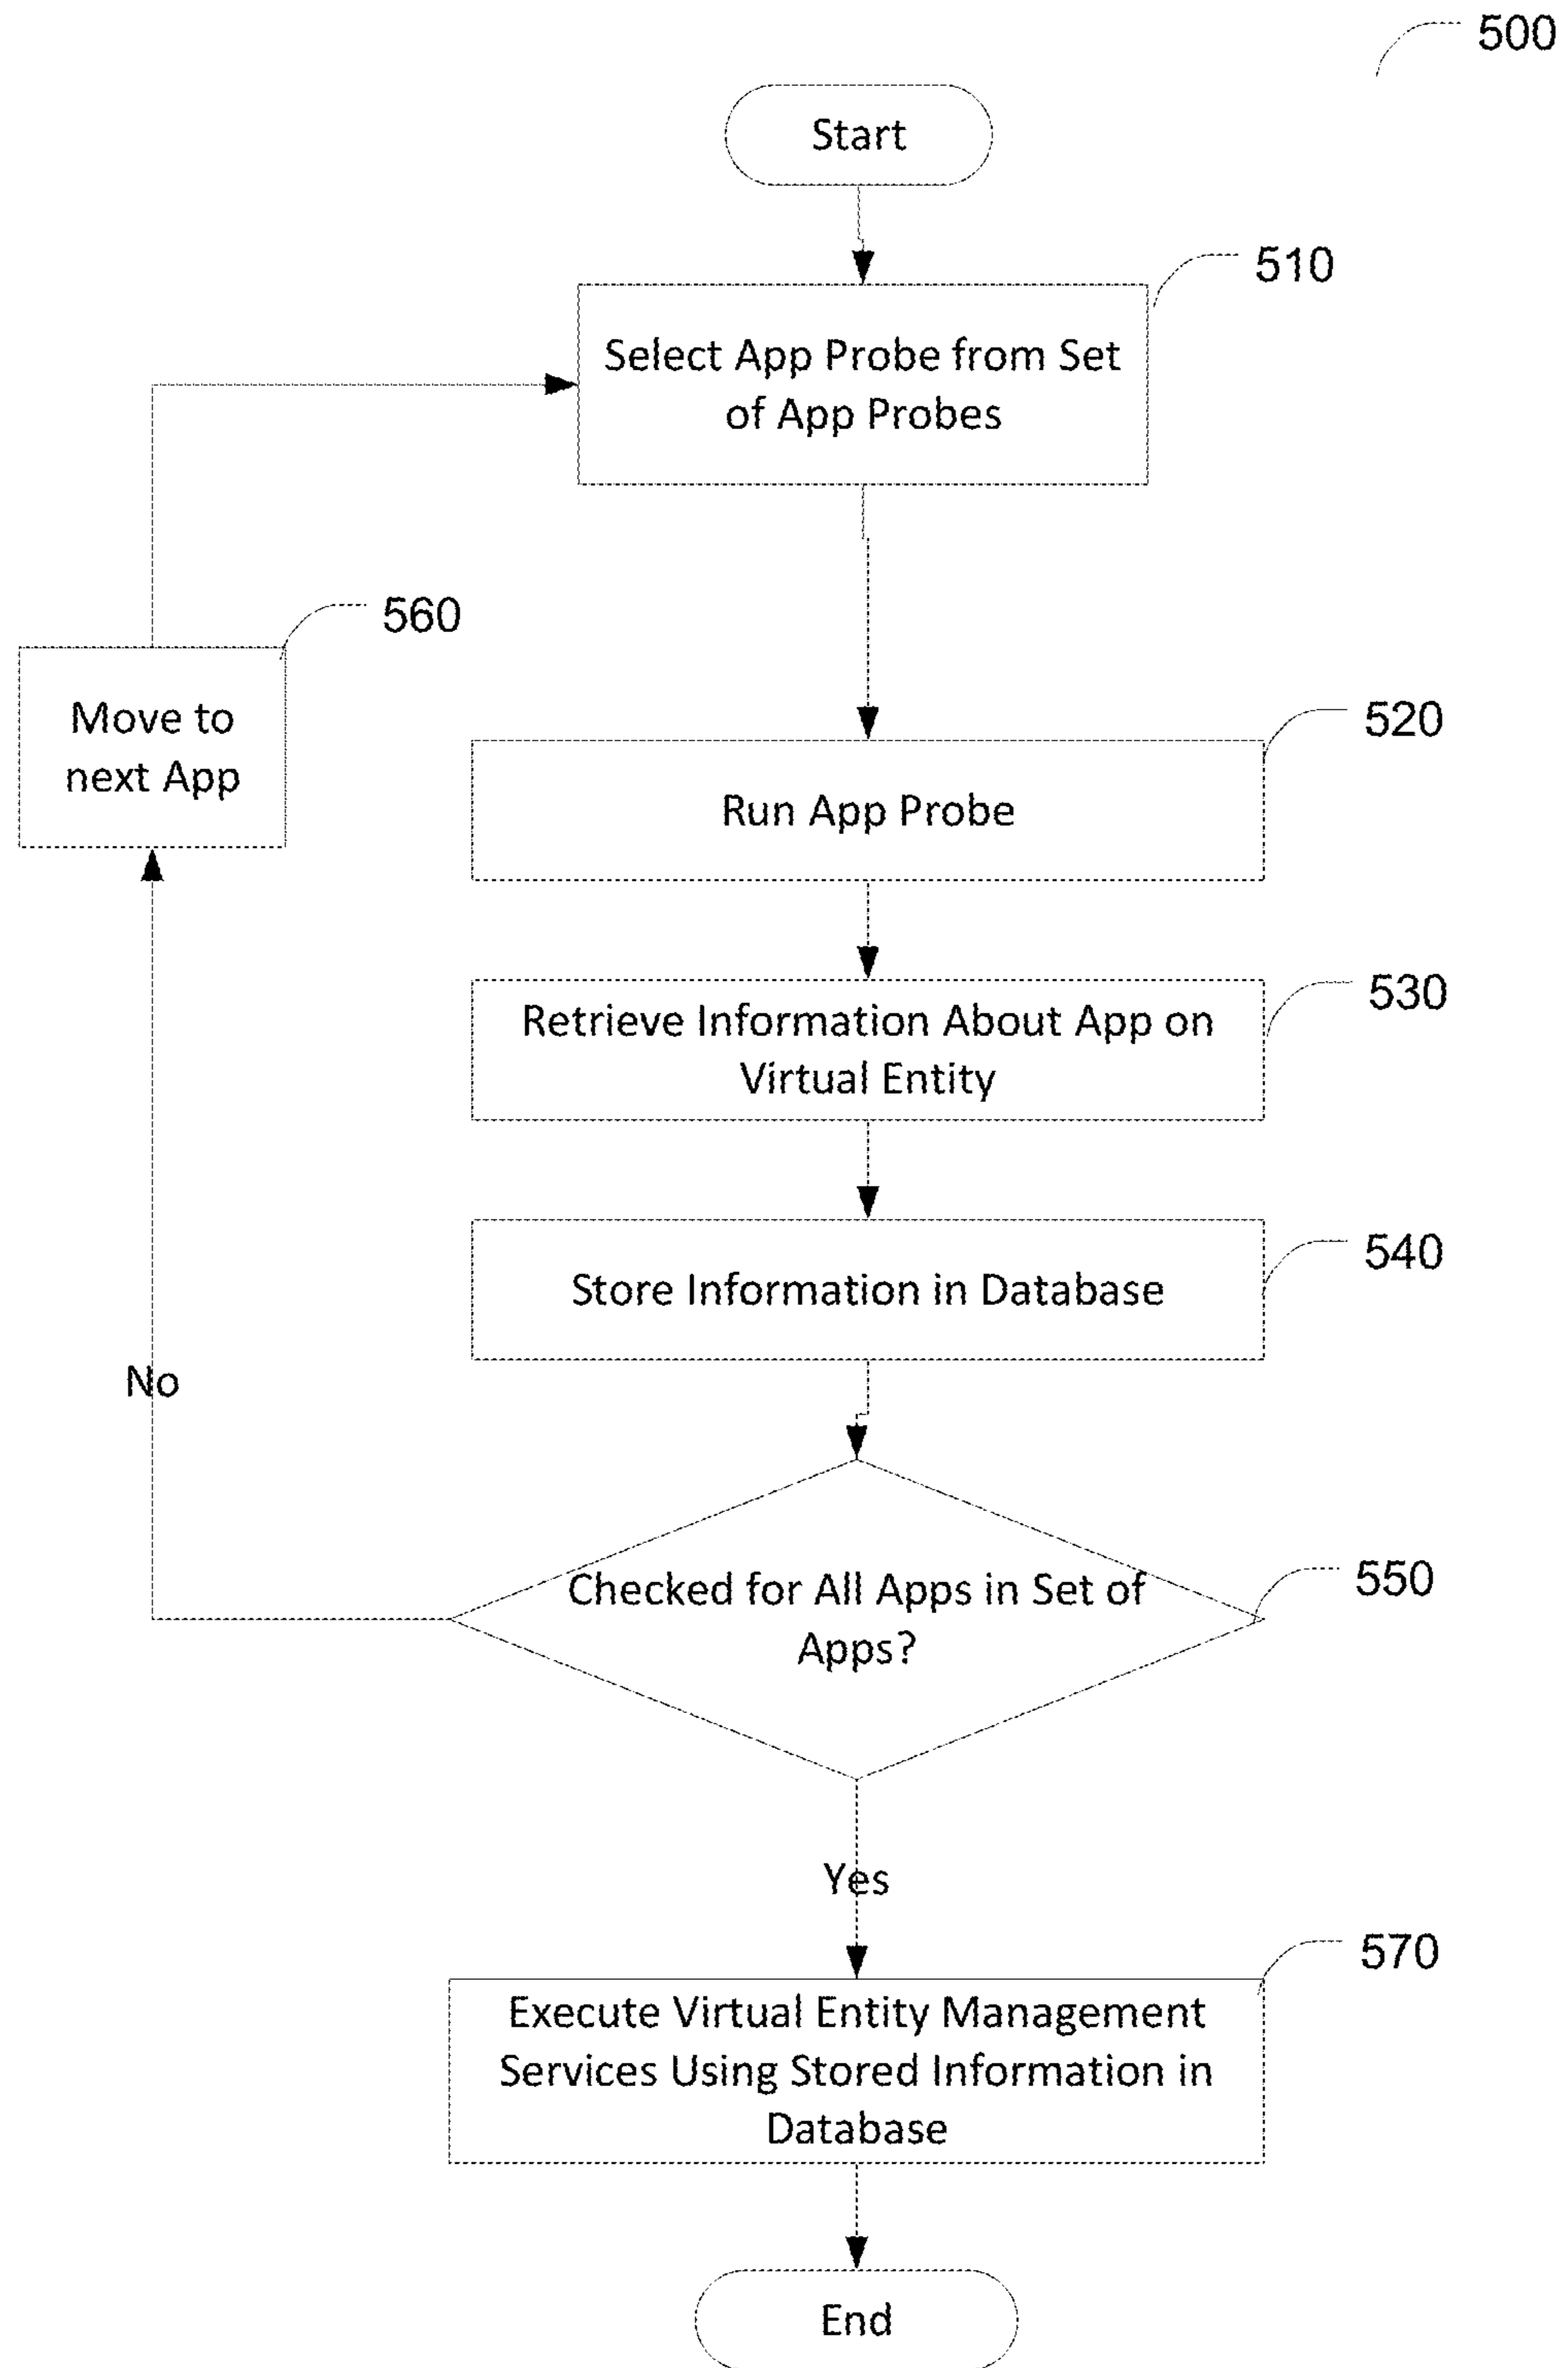 500
Start
510
Select App Probe from Set
of App Probes
560
Move to
next App
520
Run App Probe
530
Retrieve Information About App on
Virtual Entity
540
Store Information in Database
No
550
Checked for All Apps in Set of
Apps?
Yes
570
Execute Virtual Entity Management
Services Using Stored Information in
Database
End